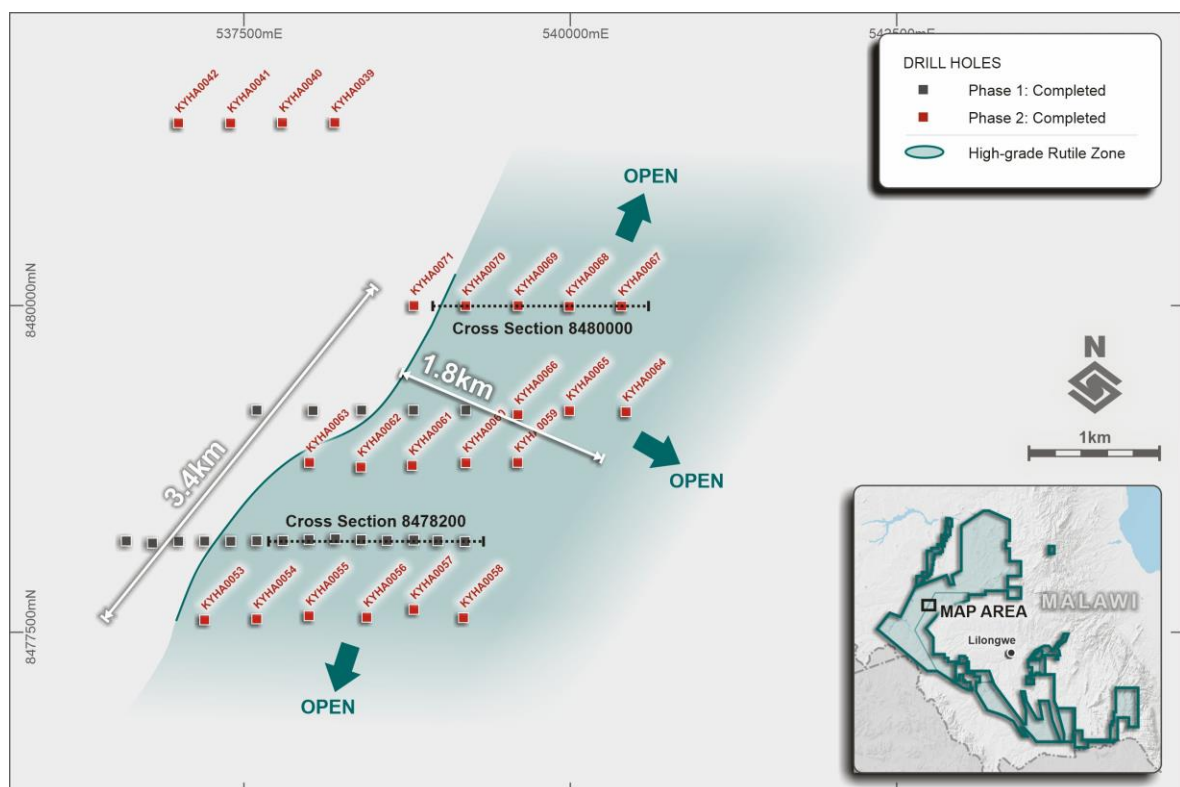 537500mE
540000mE
DRILL HOLES
Phase 1: Completed
Phase 2: Completed
High-grade Rutile Zone
KYHA0042
KYHA0041
KYHA0040
KYHA0039
OPEN
8480000mN
KYHA0071
KYHA0070
KYHA0069
KYHA0068
KYHA0067
Cross Section 8480000
N
1km
1.8km
KYHA0066
KYHA0065
KYHA0064
KYHA0063
KYHA0062
KYHA0061
KYHA0059
OPEN
3.4km
Cross Section 8478200
KYHA0053
KYHA0054
KYHA0055
KYHA0056
KYHA0057
KYHA0058
8477500mN
OPEN
MAP AREA
MALAWI
Lilongwe